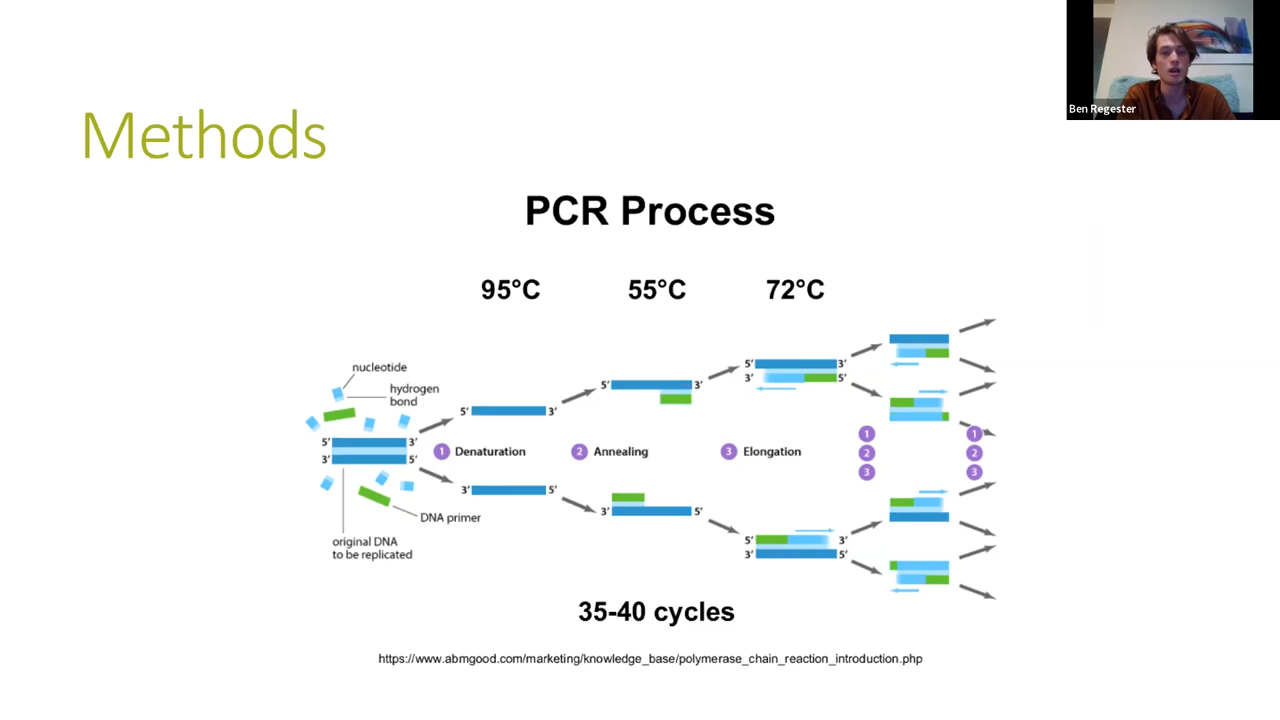 Ben Regester
Methods
PCR Process
95°C 55°C 72°C
nucleotide
hydrogen
bond
5' 3'
3' 5'
DNA primer
original DNA
to be replicated
5' 3'
1 Denaturation
3' 5'
5' 3'
2 Annealing
3' 5'
5' 3'
3' 5'
3 Elongation
5' 3'
3' 5'
1
2
3
1
2
3
35-40 cycles
https://www.abmgood.com/marketing/knowledge_base/polymerase_chain_reaction_introduction.php